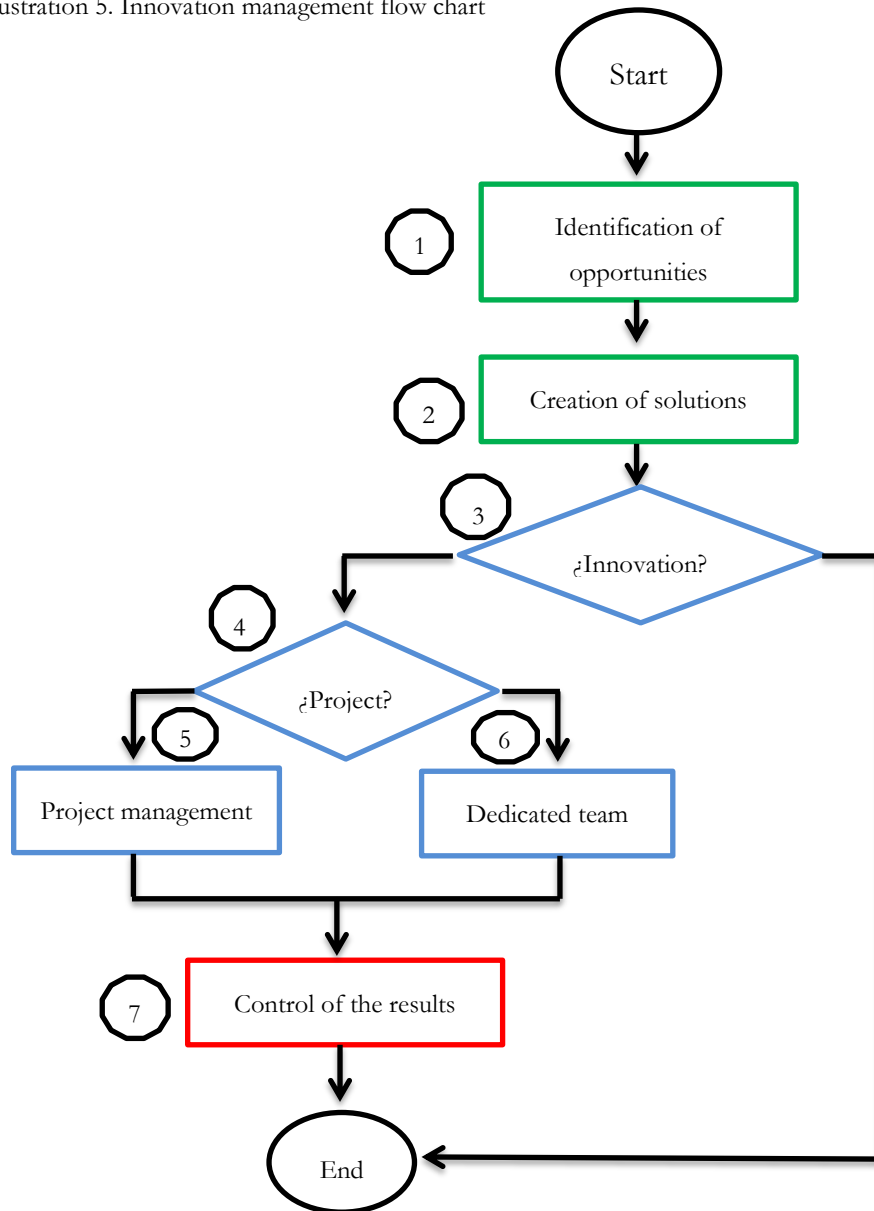 ustration 5. Innovation management flow chart
Start
1
Identification of
opportunities
2
Creation of solutions
3
¿Innovation?
4
¿Project?
5
6
Project management
Dedicated team
7
Control of the results
End